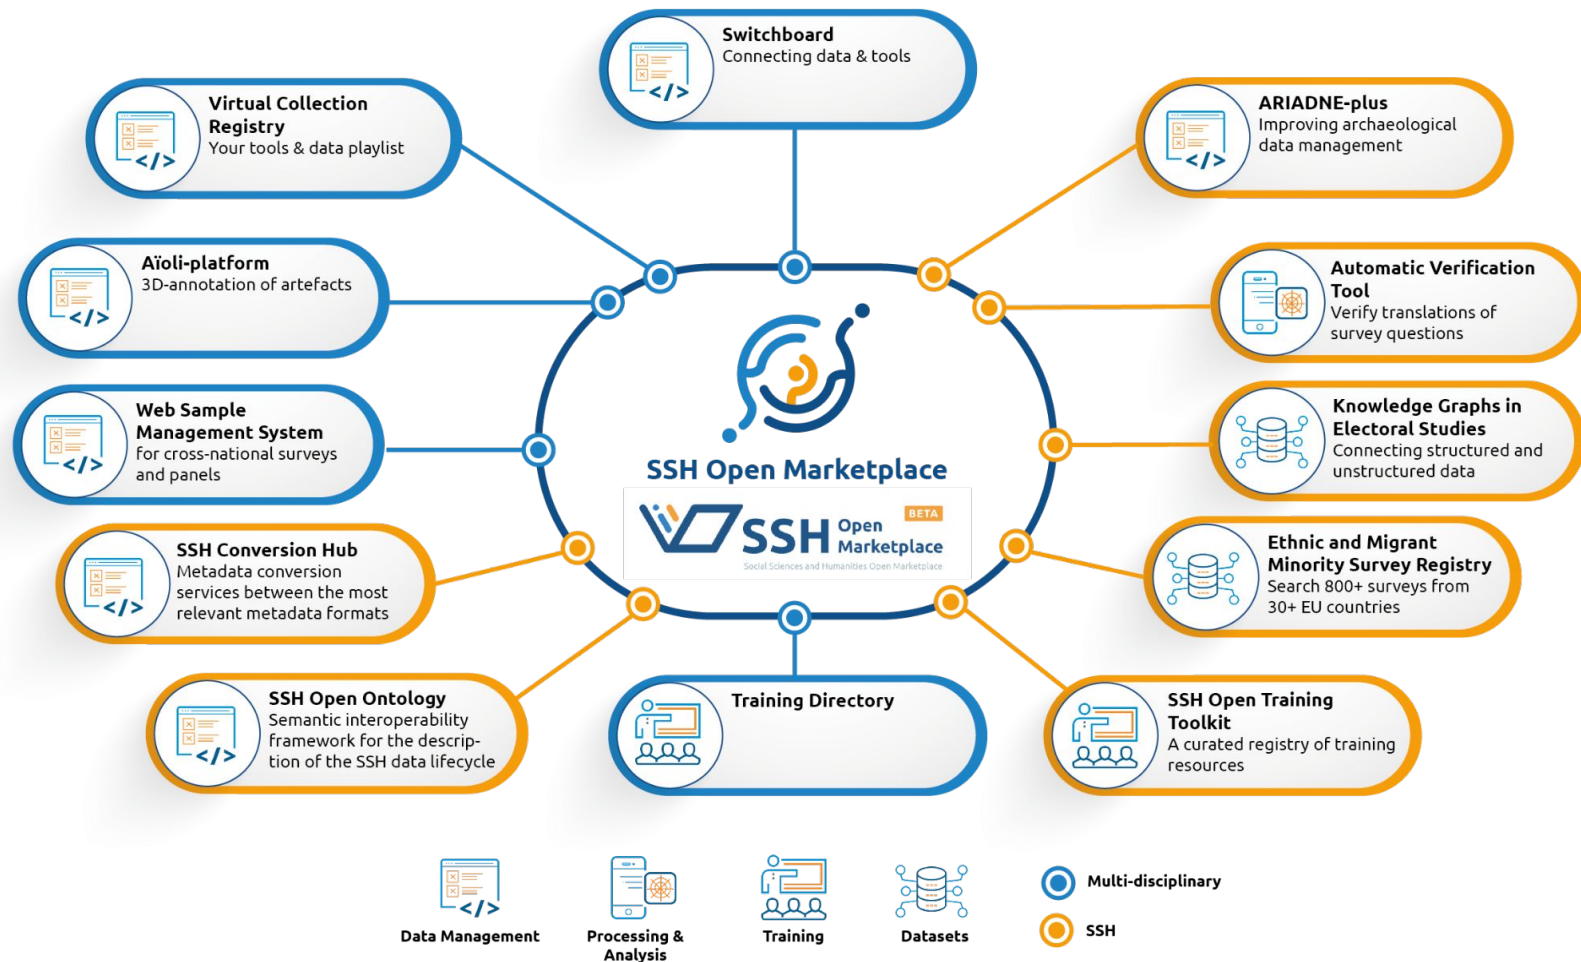 Switchboard
Connecting data & tools
Virtual Collection
Registry
Your tools & data playlist
</>
ARIADNE-plus
Improving archaeological
data management
</>
</>
Aïoli-platform
3D-annotation of artefacts
</>
Automatic Verification
Tool
Verify translations of
survey questions
Web Sample
Management System
for cross-national surveys
and panels
</>
Knowledge Graphs in
Electoral Studies
Connecting structured and
unstructured data
SSH Open Marketplace
BETA
SSH Open
Marketplace
Social Sciences and Humanities Open Marketplace
SSH Conversion Hub
Metadata conversion
services between the most
relevant metadata formats
</>
Ethnic and Migrant
Minority Survey Registry
Search 800+ surveys from
30+ EU countries
SSH Open Ontology
Semantic interoperability
framework for the descrip-
tion of the SSH data lifecycle
</>
Training Directory
SSH Open Training
Toolkit
A curated registry of training
resources
</>
Data Management
Processing &
Analysis
Training
Datasets
Multi-disciplinary
SSH